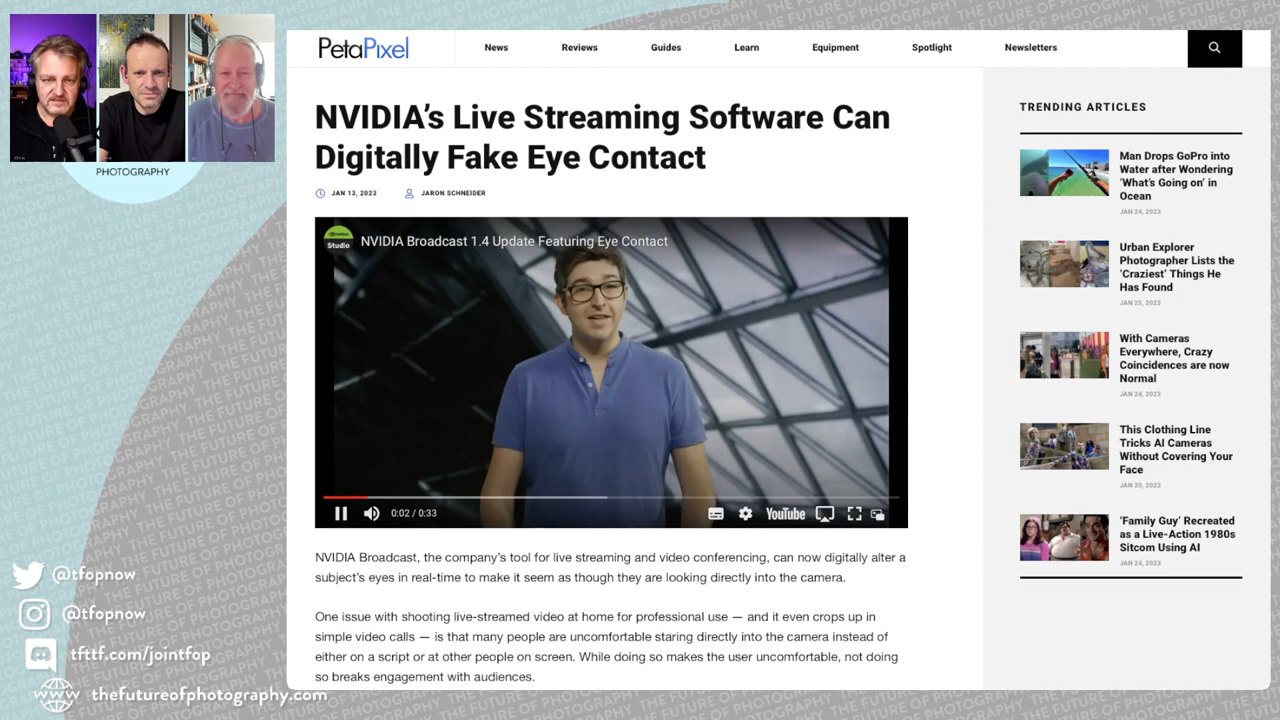 PHOTOGRAPHY
@tfopnow
@tfopnow
tfttf.com/jointfop
thefutureofphotography.com
PetaPixel
News
Reviews
Guides
Learn
Equipment
Spotlight
Newsletters
NVIDIA's Live Streaming Software Can
Digitally Fake Eye Contact
JAN 13, 2023
JARON SCHNEIDER
NVIDIA
Studio
NVIDIA Broadcast 1.4 Update Featuring Eye Contact
0:02 / 0:33
YouTube
NVIDIA Broadcast, the company's tool for live streaming and video conferencing, can now digitally alter a
subject's eyes in real-time to make it seem as though they are looking directly into the camera.
One issue with shooting live-streamed video at home for professional use — and it even crops up in
simple video calls — is that many people are uncomfortable staring directly into the camera instead of
either on a script or at other people on screen. While doing so makes the user uncomfortable, not doing
so breaks engagement with audiences.
TRENDING ARTICLES
Man Drops GoPro into
Water after Wondering
'What's Going on' in
Ocean
JAN 24, 2023
Urban Explorer
Photographer Lists the
'Craziest' Things He
Has Found
JAN 25, 2023
With Cameras
Everywhere, Crazy
Coincidences are now
Normal
JAN 24, 2023
This Clothing Line
Tricks AI Cameras
Without Covering Your
Face
JAN 20, 2023
'Family Guy' Recreated
as a Live-Action 1980s
Sitcom Using AI
JAN 24, 2023